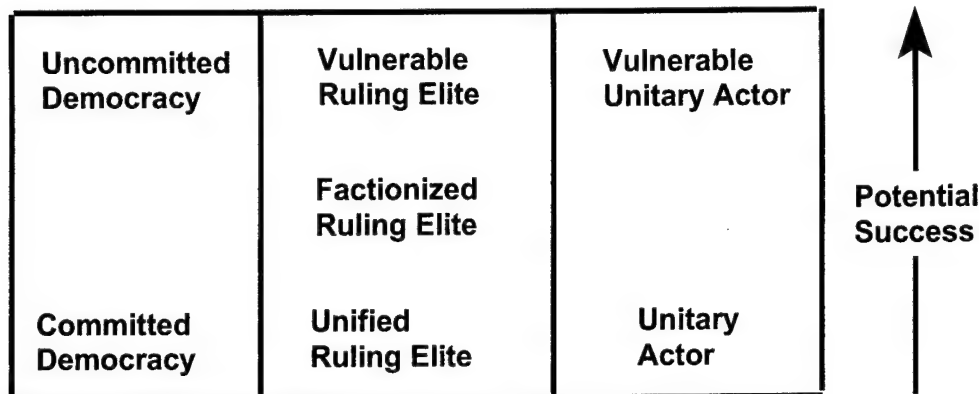 Uncommitted
Democracy
Vulnerable
Ruling Elite
Vulnerable
Unitary Actor
Factionized
Ruling Elite
Potential
Success
Committed
Democracy
Unified
Ruling Elite
Unitary
Actor